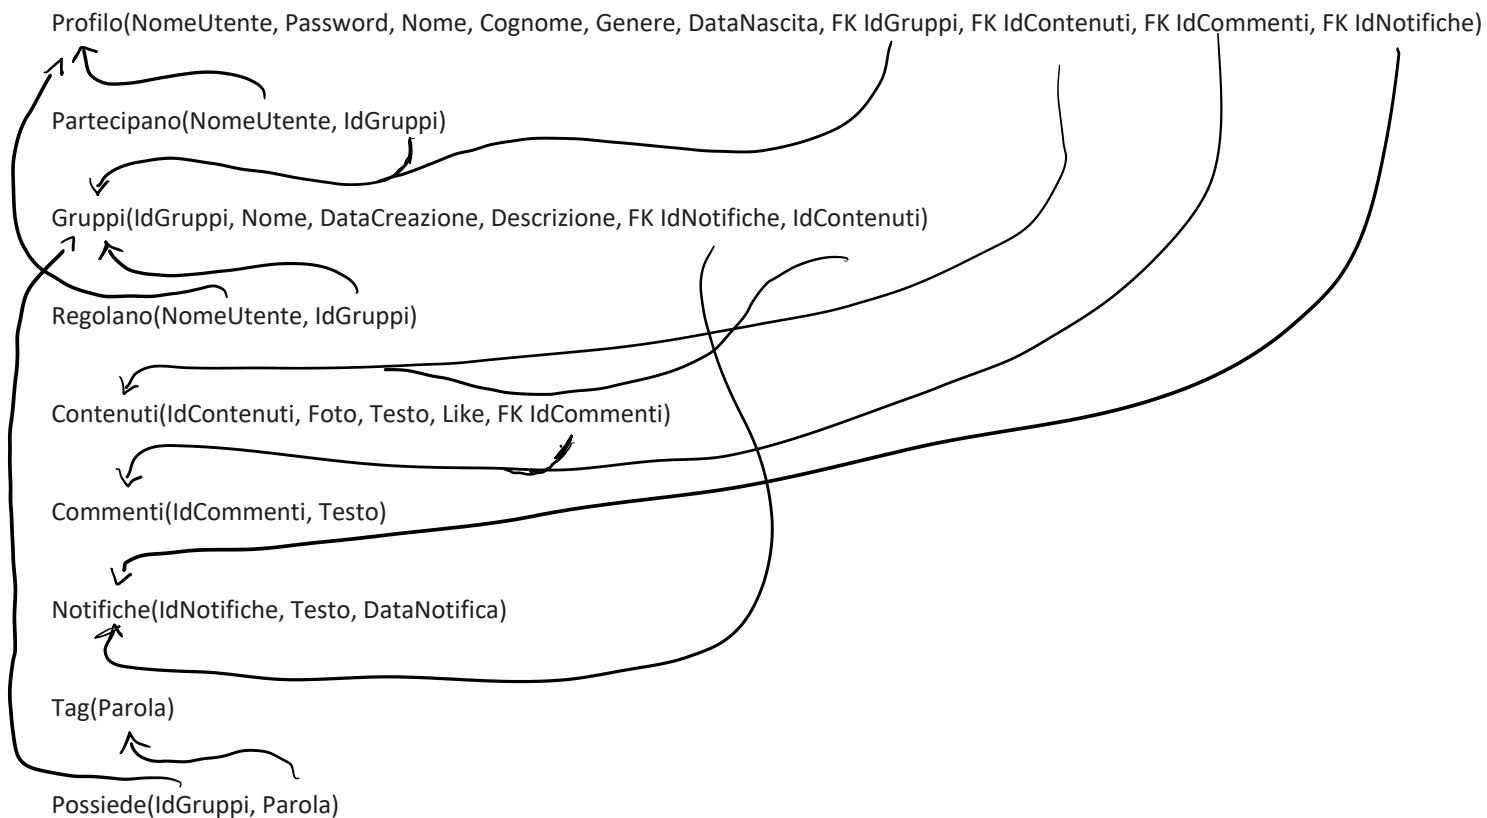 Profilo(NomeUtente, Password, Nome, Cognome, Genere, DataNascita, FK IdGruppi, FK IdContenuti, FK IdCommenti, FK IdNotifiche)
Partecipano(NomeUtente, IdGruppi)
Gruppi(IdGruppi, Nome, DataCreazione, Descrizione, FK IdNotifiche, IdContenuti)
Regolano(NomeUtente, IdGruppi)
Contenuti(IdContenuti, Foto, Testo, Like, FK IdCommenti)
Commenti(IdCommenti, Testo)
Notifiche(IdNotifiche, Testo, DataNotifica)
Tag(Parola)
Possiede(IdGruppi, Parola)